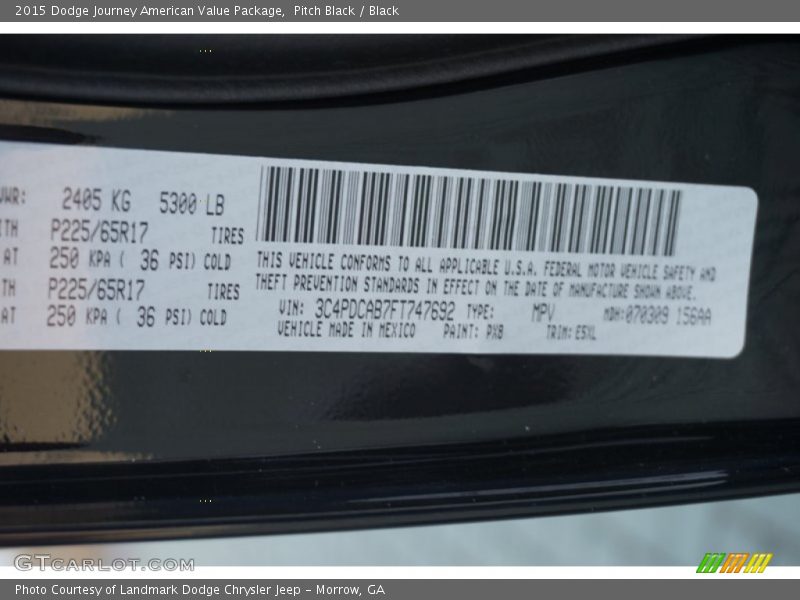 2015 Dodge Journey American Value Package,  Pitch Black / Black
VWR: 2405 KG 5300 LB
ITH P225/65R17 TIRES
AT 250 KPA ( 36 PSI) COLD
TH P225/65R17 TIRES
AT 250 KPA ( 36 PSI) COLD
THIS VEHICLE CONFORMS TO ALL APPLICABLE U.S.A. FEDERAL MOTOR VEHICLE SAFETY AND
THEFT PREVENTION STANDARDS IN EFFECT ON THE DATE OF MANUFACTURE SHOWN ABOVE.
VIN: 3C4PDCAB7FT747692 TYPE: MPV MDH:070309 156AA
VEHICLE MADE IN MEXICO PAINT: PX8 TRIM: E5XL
GTCARLOT.COM
Photo Courtesy of Landmark Dodge Chrysler Jeep – Morrow, GA